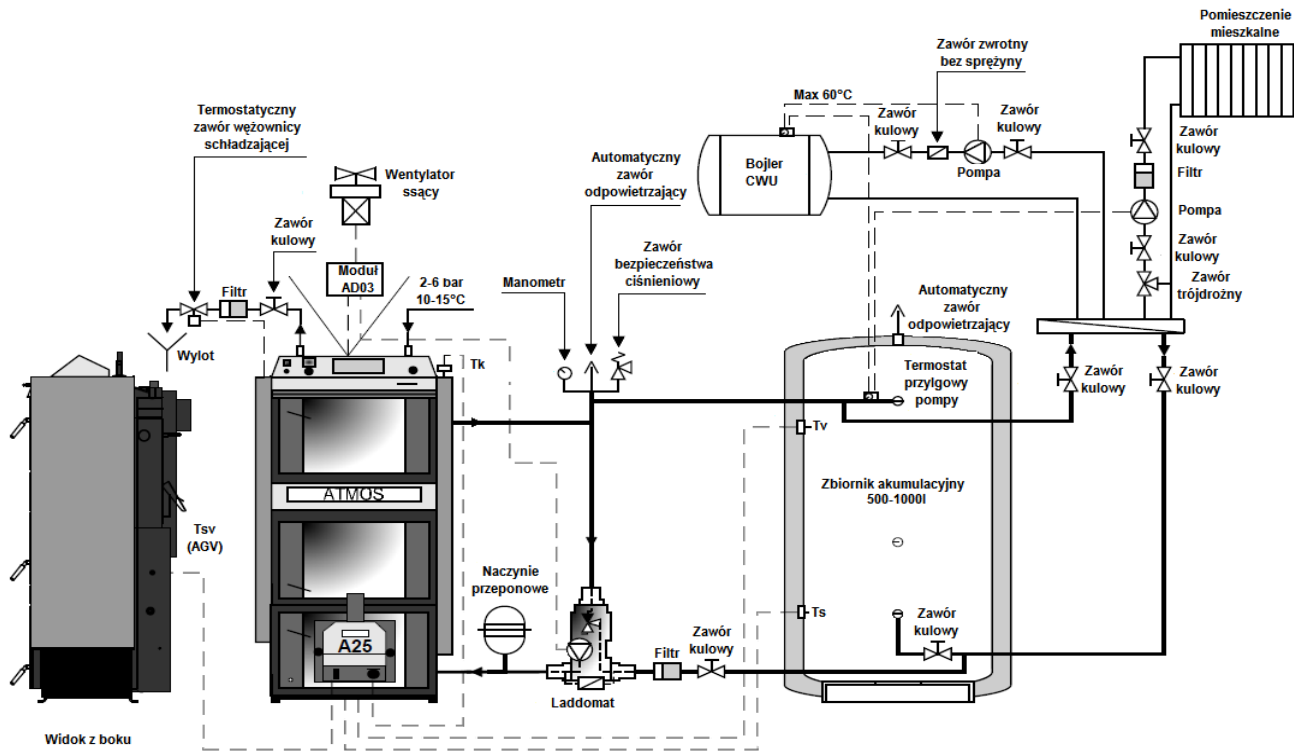 Pomieszczenie
mieszkalne
Zawór zwrotny
bez sprężyny
Max 60°C
Termostatyczny
zawór wężownicy
schładzającej
Zawór
kulowy
Zawór
kulowy
Zawór
kulowy
Automatyczny
zawór
odpowietrzający
Bojler
CWU
Pompa
Filtr
Wentylator
ssący
Pompa
Zawór
kulowy
Zawór
kulowy
Zawór
bezpieczeństwa
ciśnieniowy
Moduł
AD03
2-6 bar
10-15°C
Manometr
Zawór
trójdrożny
Filtr
Automatyczny
zawór
odpowietrzający
Wylot
Tk
Termostat
przylgowy
pompy
Zawór
kulowy
Zawór
kulowy
Tv
Zbiornik akumulacyjny
500-1000l
ATMOS
Tsv
(AGV)
Naczynie
przeponowe
Ts
Zawór
kulowy
Zawór
kulowy
A25
Filtr
Laddomat
Widok z boku